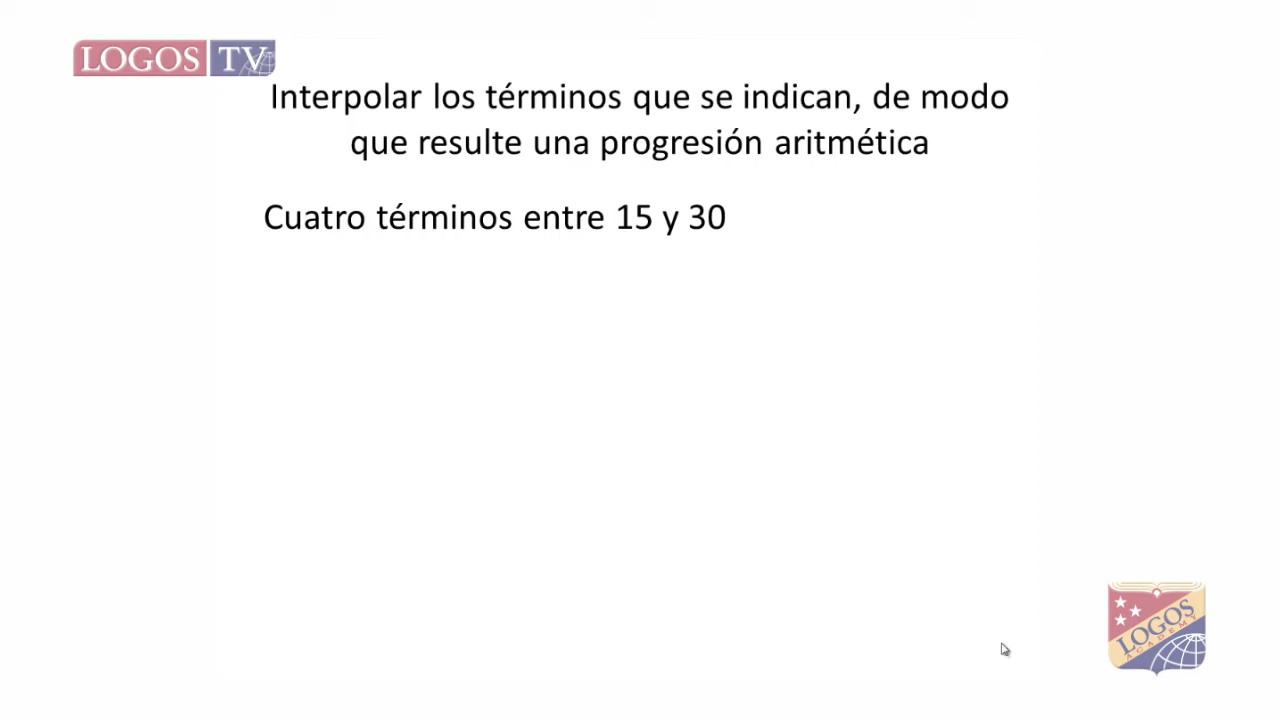 LOGOS TV
Interpolar los términos que se indican, de modo
que resulte una progresión aritmética
Cuatro términos entre 15 y 30
LOGOS
ACADEMY